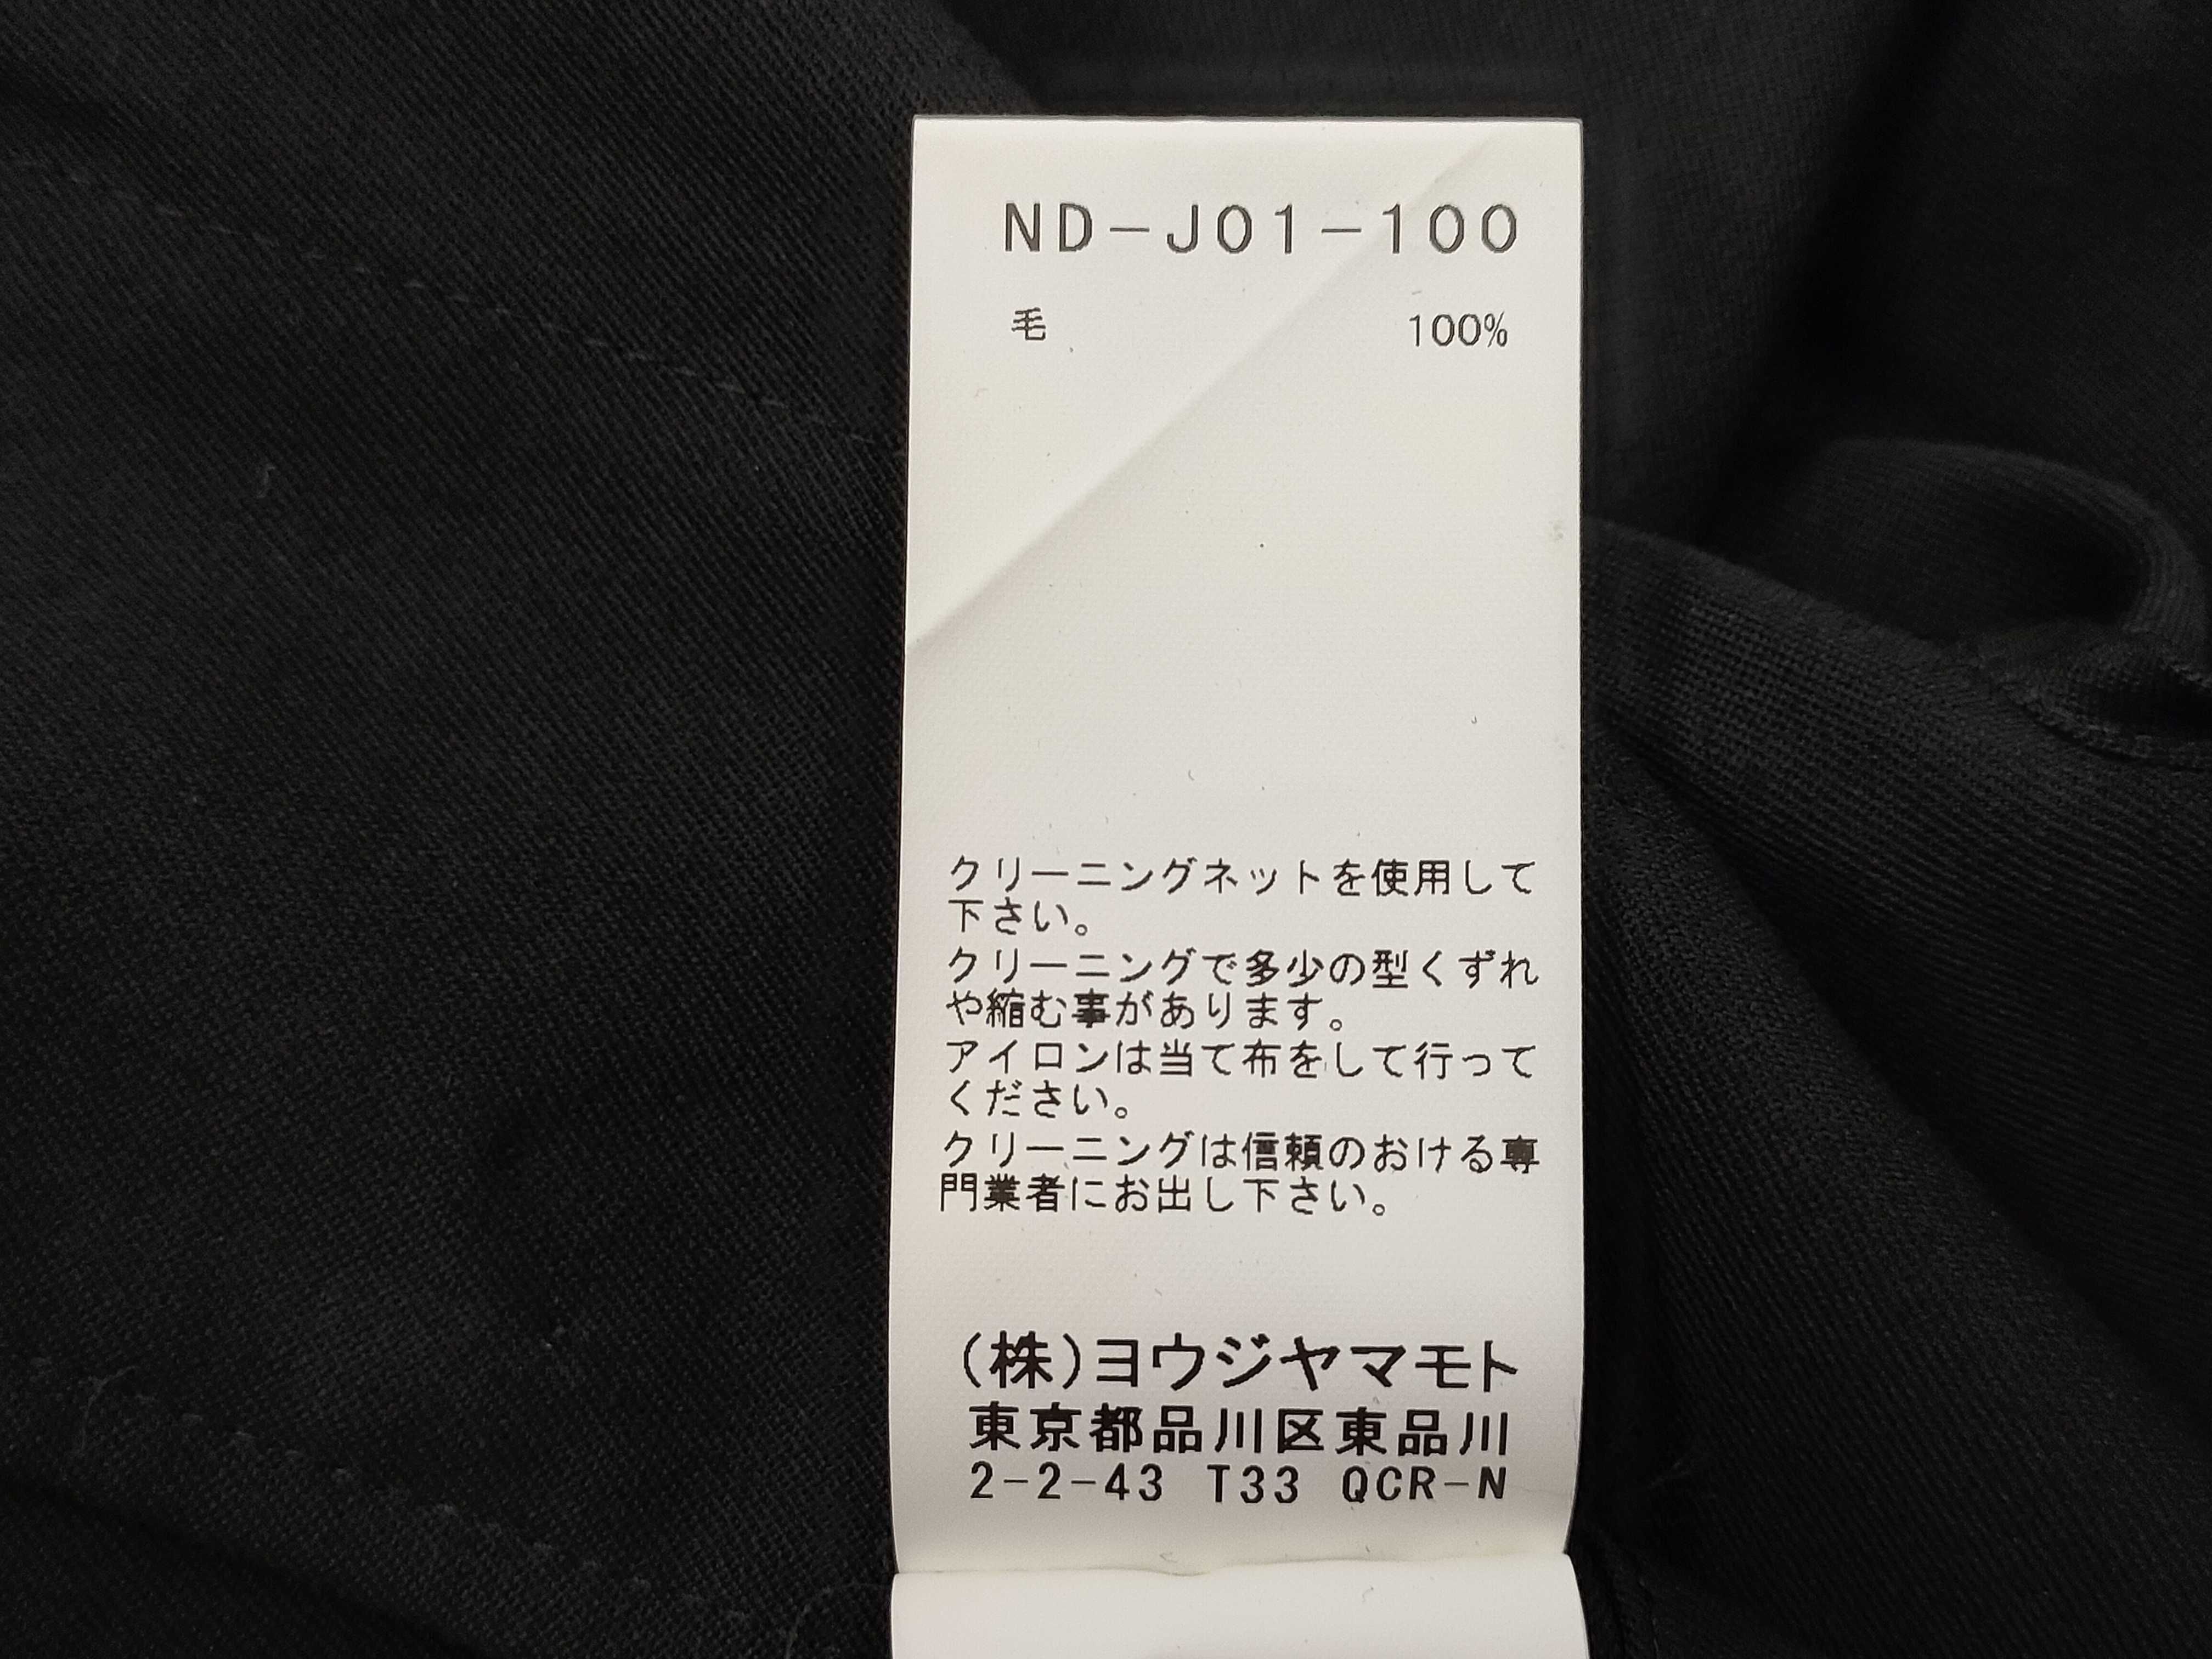 ND-J01-100
毛 100%
クリーニングネットを使用して
下さい。
クリーニングで多少の型くずれ
や縮む事があります。
アイロンは当て布をして行って
ください。
クリーニングは信頼のおける専
門業者にお出し下さい。
(株)ヨウジヤマモト
東京都品川区東品川
2-2-43 T33 QCR-N